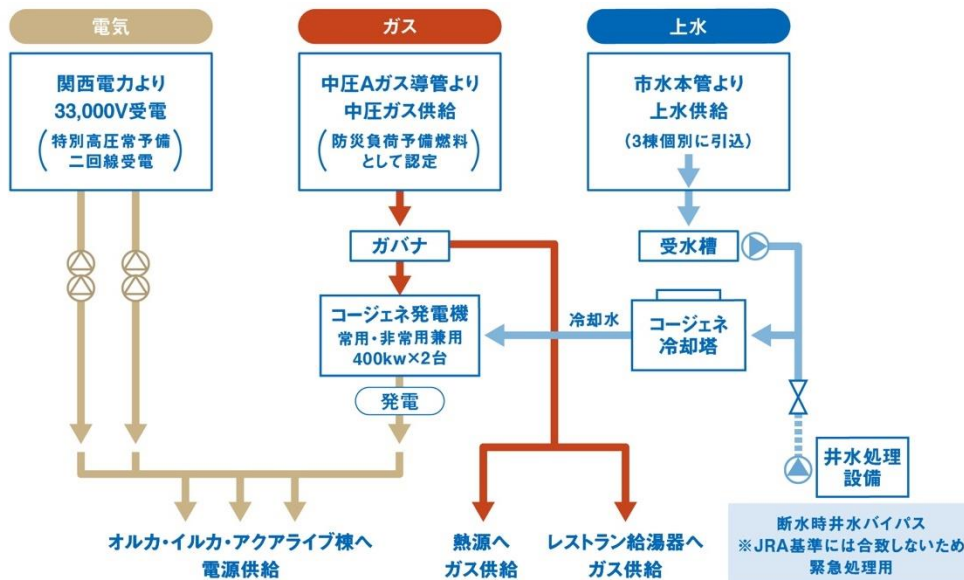 電気
関西電力より
33,000V受電
(特別高圧常予備
二回線受電)
ガス
中圧Aガス導管より
中圧ガス供給
(防災負荷予備燃料
として認定)
上水
市水本管より
上水供給
(3棟個別に引込)
ガバナ
受水槽
コージェネ発電機
常用・非常用兼用
400kw×2台
冷却水
コージェネ
冷却塔
発電
井水処理
設備
オルカ・イルカ・アクアライブ棟へ
電源供給
熱源へ
ガス供給
レストラン給湯器へ
ガス供給
断水時井水バイパス
※JRA基準には合致しないため
緊急処理用